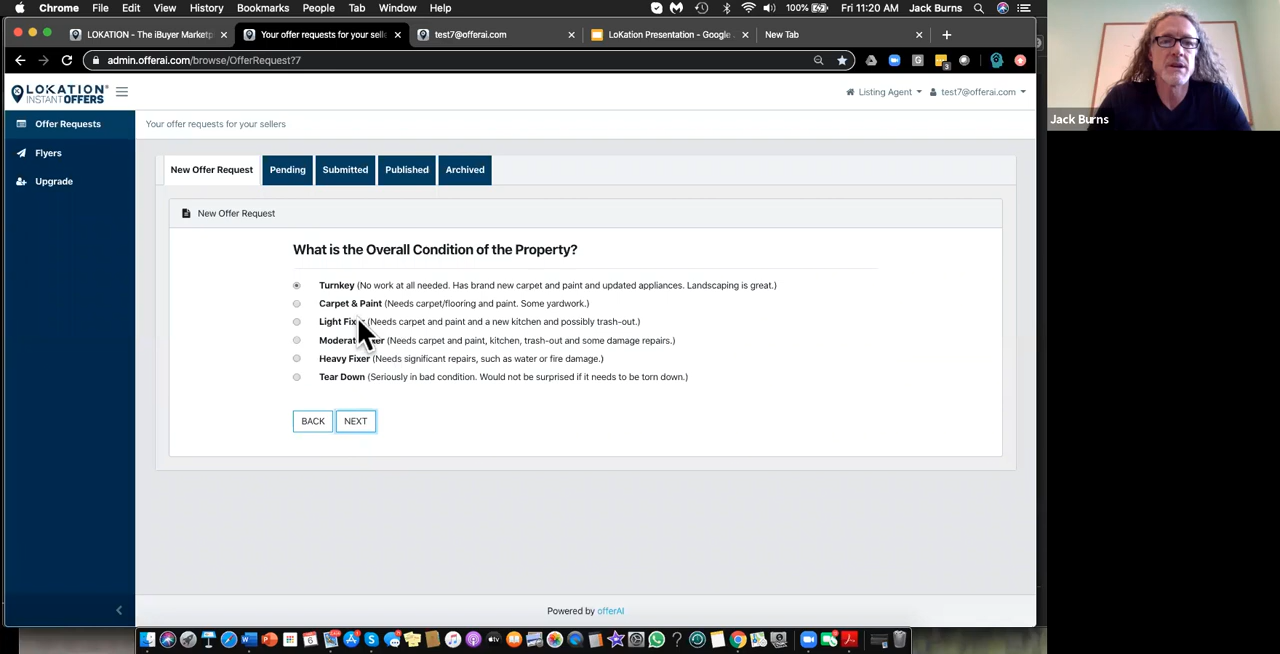 Chrome File Edit View History Bookmarks People Tab Window Help 100% Fri 11:20 AM Jack Burns
LOKATION - The iBuyer Marketp
Your offer requests for your selle
test7@offerai.com
LoKation Presentation - Google
New Tab
admin.offerai.com/browse/OfferRequest?7
3
LOKATION
INSTANT OFFERS
Listing Agent
test7@offerai.com
Jack Burns
Offer Requests
Flyers
Upgrade
Your offer requests for your sellers
New Offer Request Pending Submitted Published Archived
New Offer Request
What is the Overall Condition of the Property?
Turnkey (No work at all needed. Has brand new carpet and paint and updated appliances. Landscaping is great.)
Carpet & Paint (Needs carpet/flooring and paint. Some yardwork.)
Light Fix (Needs carpet and paint and a new kitchen and possibly trash-out.)
Moderat er (Needs carpet and paint, kitchen, trash-out and some damage repairs.)
Heavy Fixer (Needs significant repairs, such as water or fire damage.)
Tear Down (Seriously in bad condition. Would not be surprised if it needs to be torn down.)
BACK NEXT
Powered by offerAI